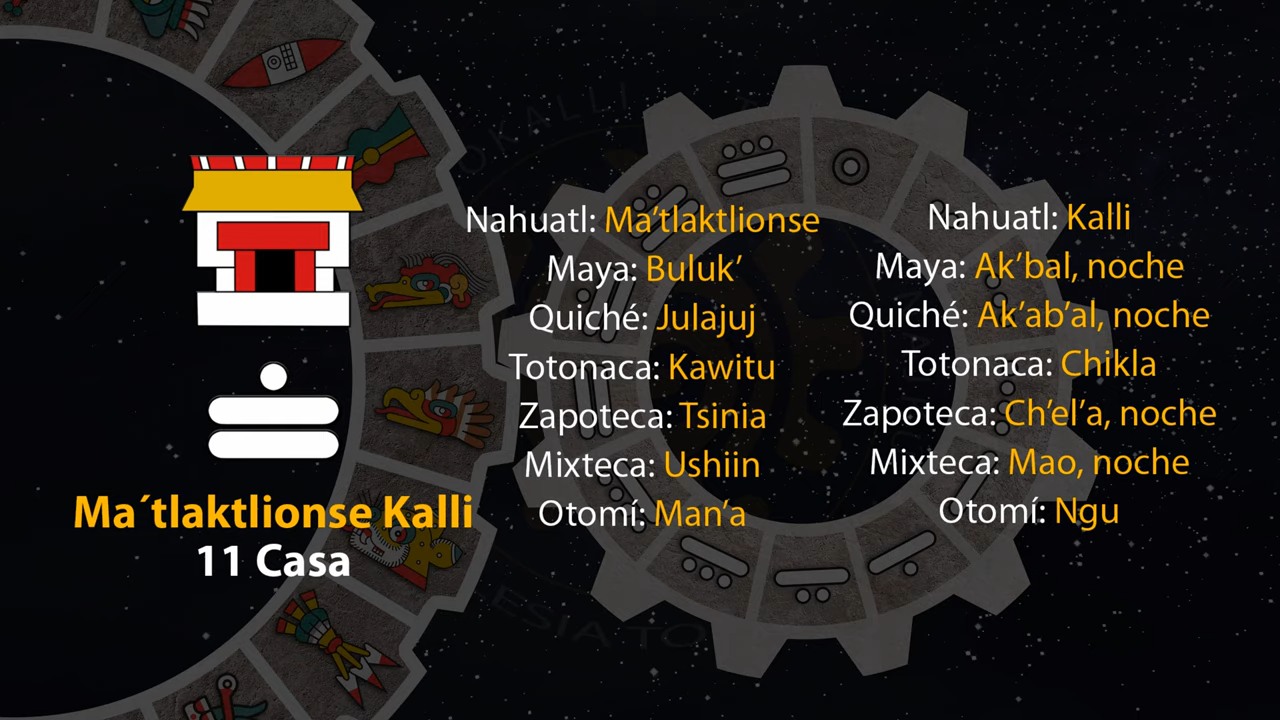 Ma´tlaktlionse Kalli
11 Casa
Nahuatl: Ma’tlaktlionse
Maya: Buluk’
Quiché: Julajuj
Totonaca: Kawitu
Zapoteca: Tsinia
Mixteca: Ushiin
Otomí: Man’a
Nahuatl: Kalli
Maya: Ak’bal, noche
Quiché: Ak’ab’al, noche
Totonaca: Chikla
Zapoteca: Ch’el’a, noche
Mixteca: Mao, noche
Otomí: Ngu